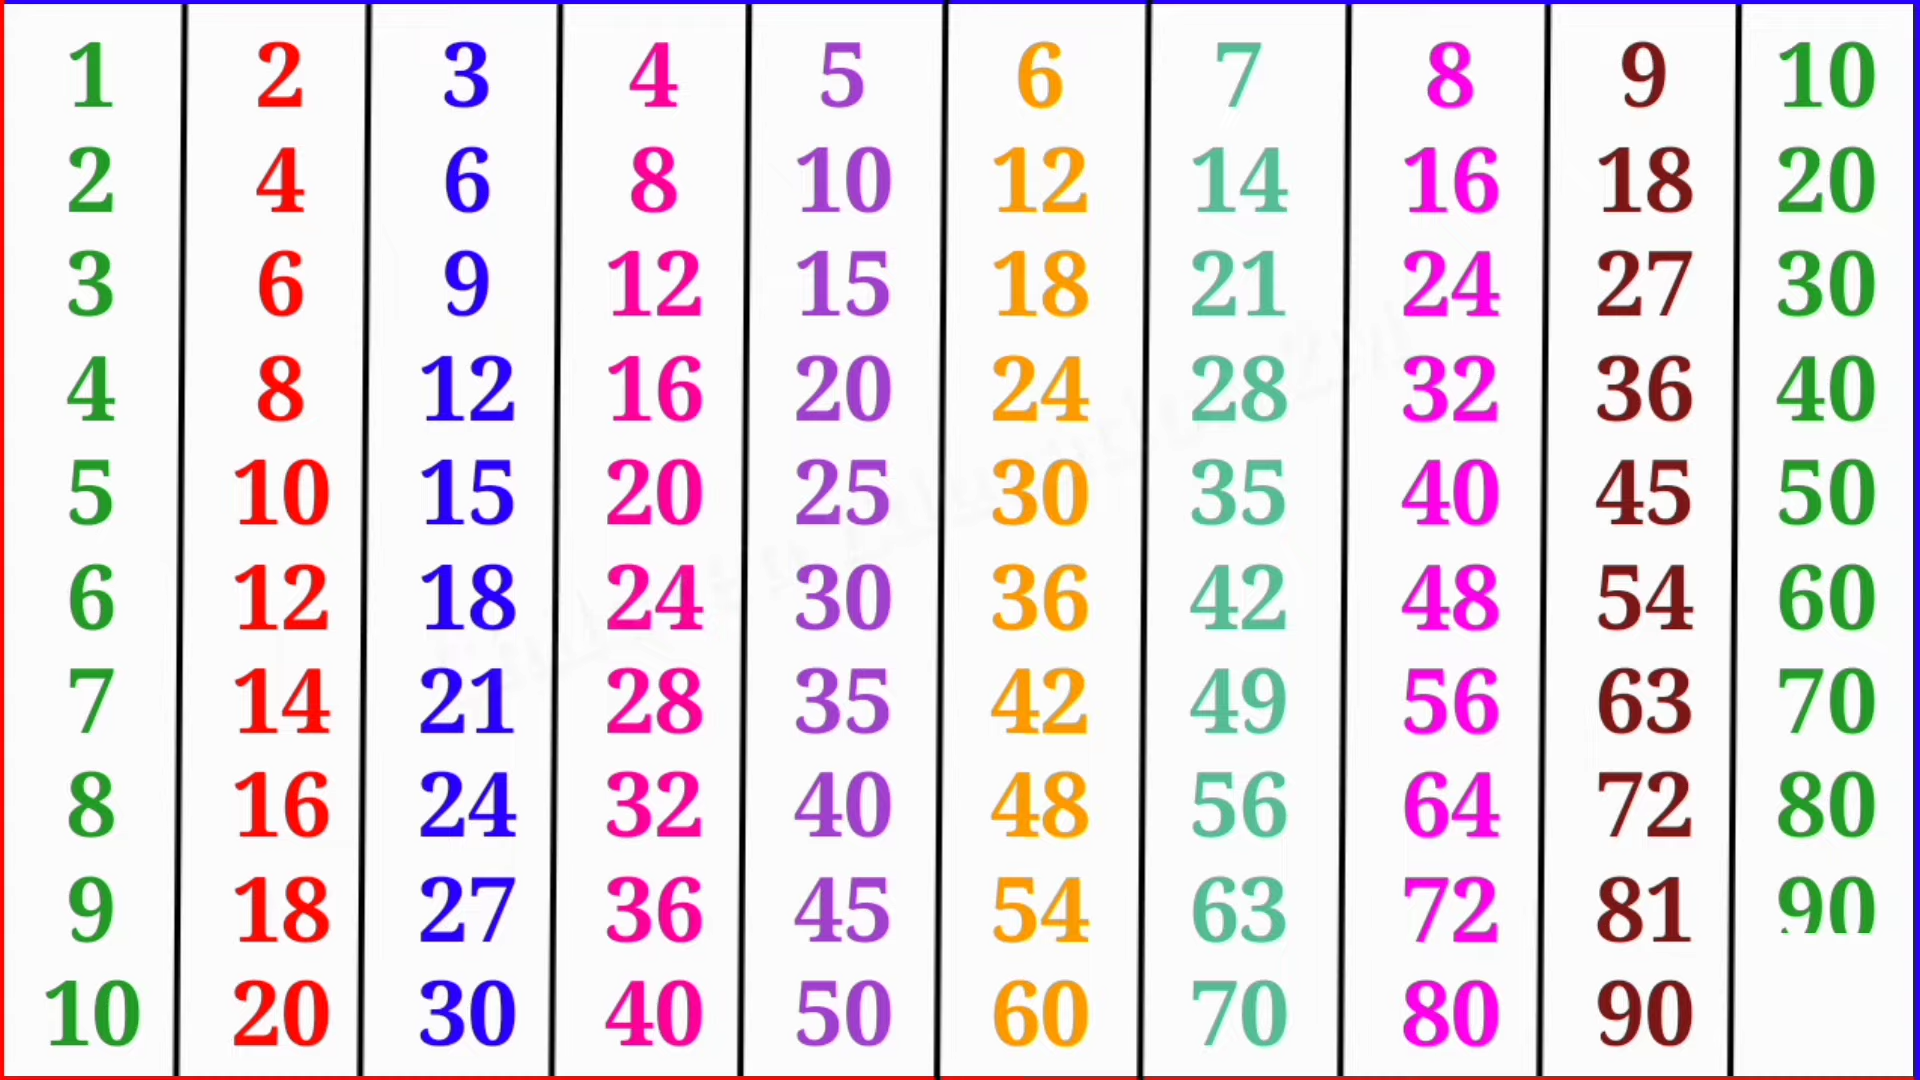 1 2 3 4 5 6 7 8 9 10
2 4 6 8 10 12 14 16 18 20
3 6 9 12 15 18 21 24 27 30
4 8 12 16 20 24 28 32 36 40
5 10 15 20 25 30 35 40 45 50
6 12 18 24 30 36 42 48 54 60
7 14 21 28 35 42 49 56 63 70
8 16 24 32 40 48 56 64 72 80
9 18 27 36 45 54 63 72 81 90
10 20 30 40 50 60 70 80 90